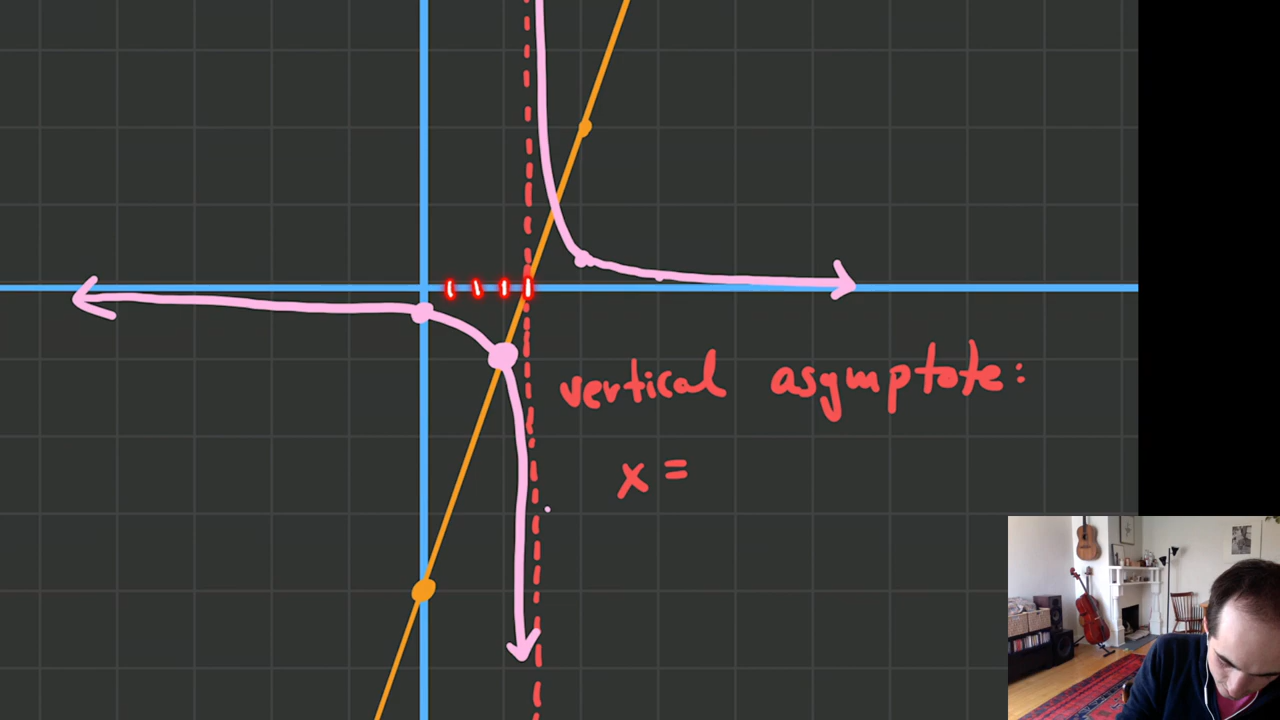 vertical asymptote:
x =